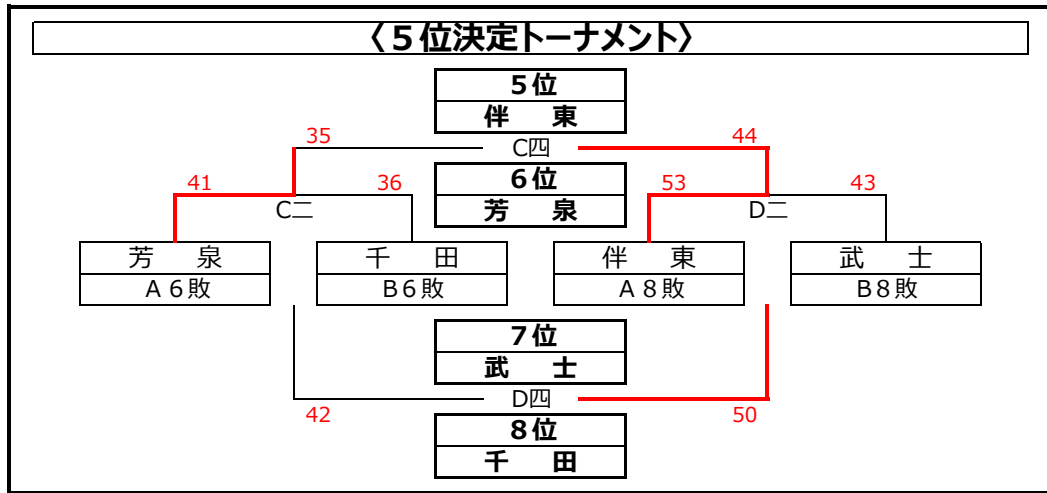 〈５位決定トーナメント〉
５位
伴　東
35 C四 44
６位
芳　泉
41 36 53 43
C二 D二
芳　泉 千　田 伴　東 武　士
A６敗 B６敗 A８敗 B８敗
７位
武　士
D四
42 50
８位
千　田